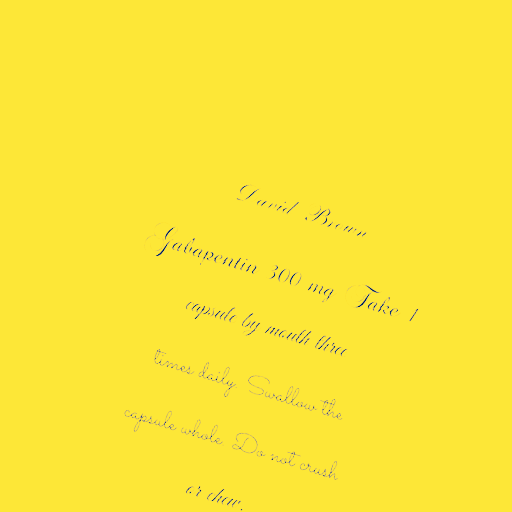 David Brown
Gabapentin 300 mg Take 1
capsule by mouth three
times daily. Swallow the
capsule whole. Do not crush
or chew.